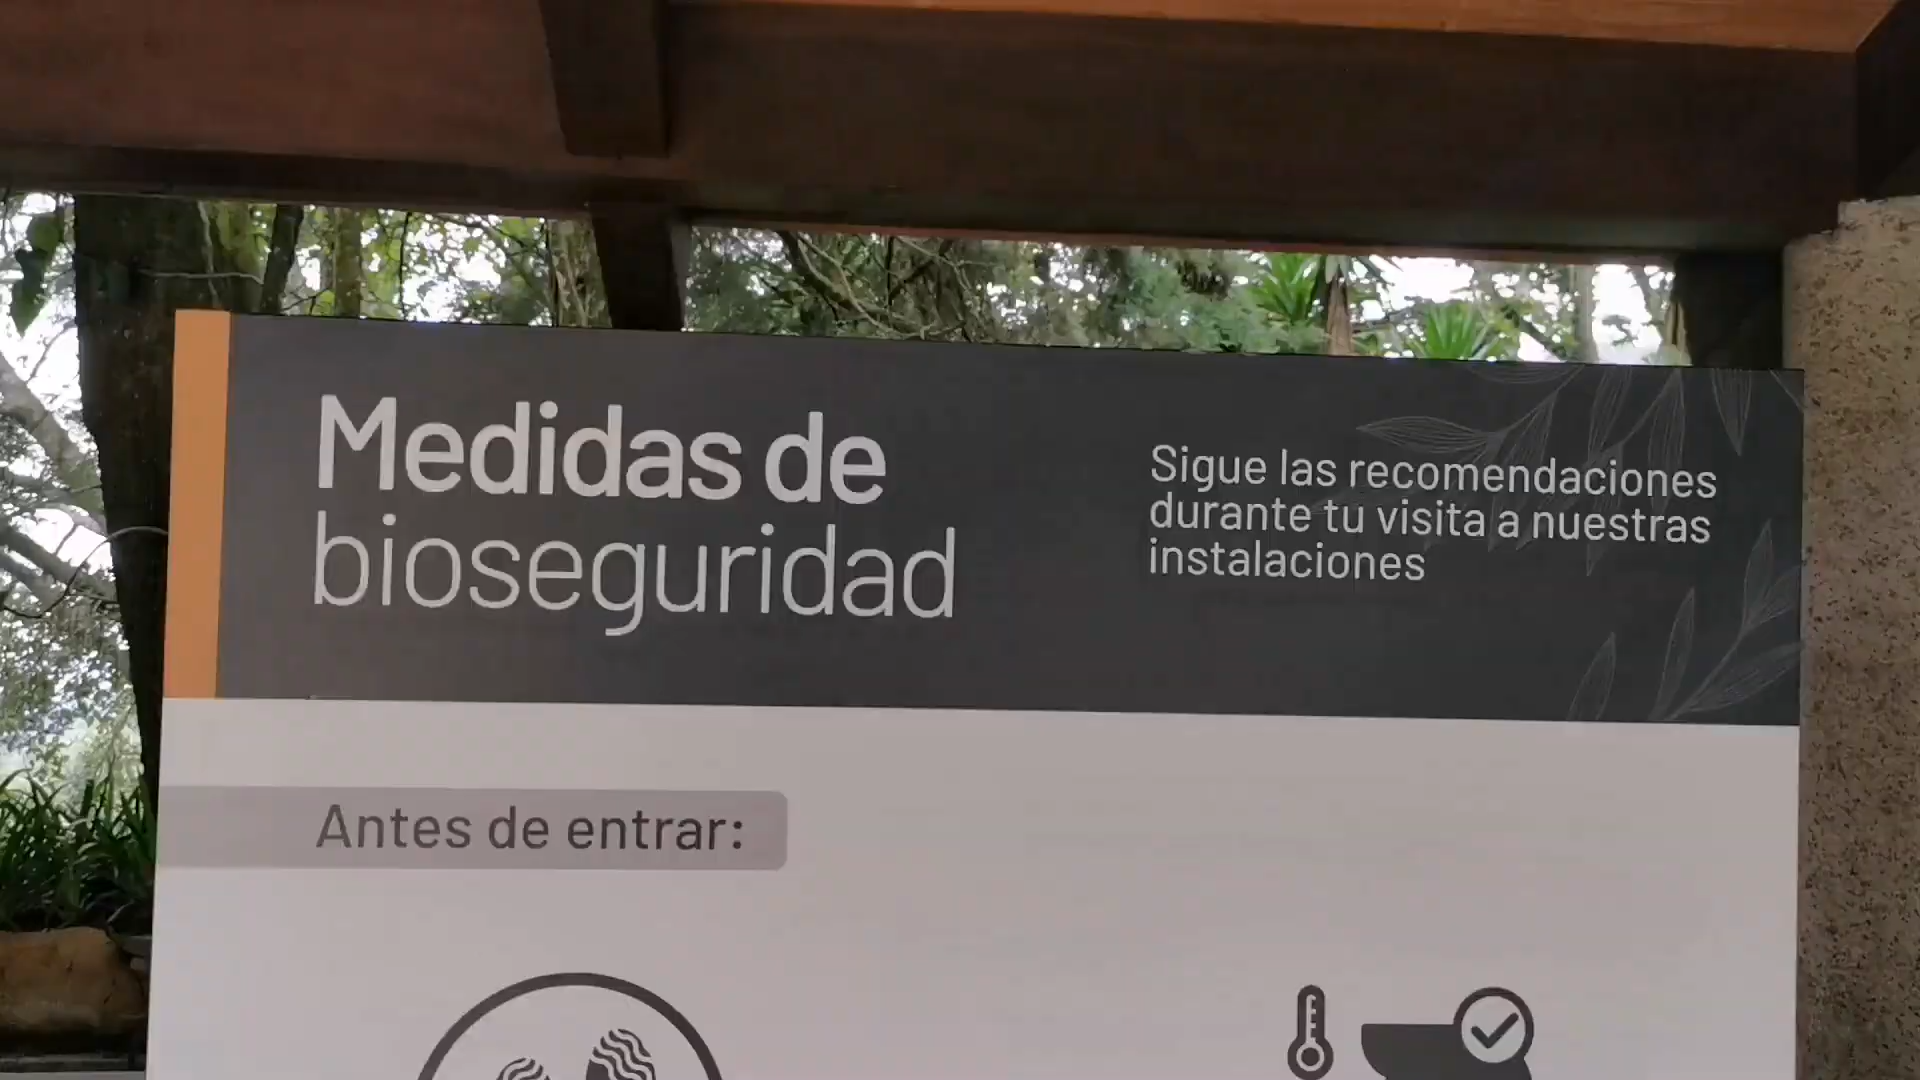 Medidas de
bioseguridad
Sigue las recomendaciones
durante tu visita a nuestras
instalaciones
Antes de entrar: